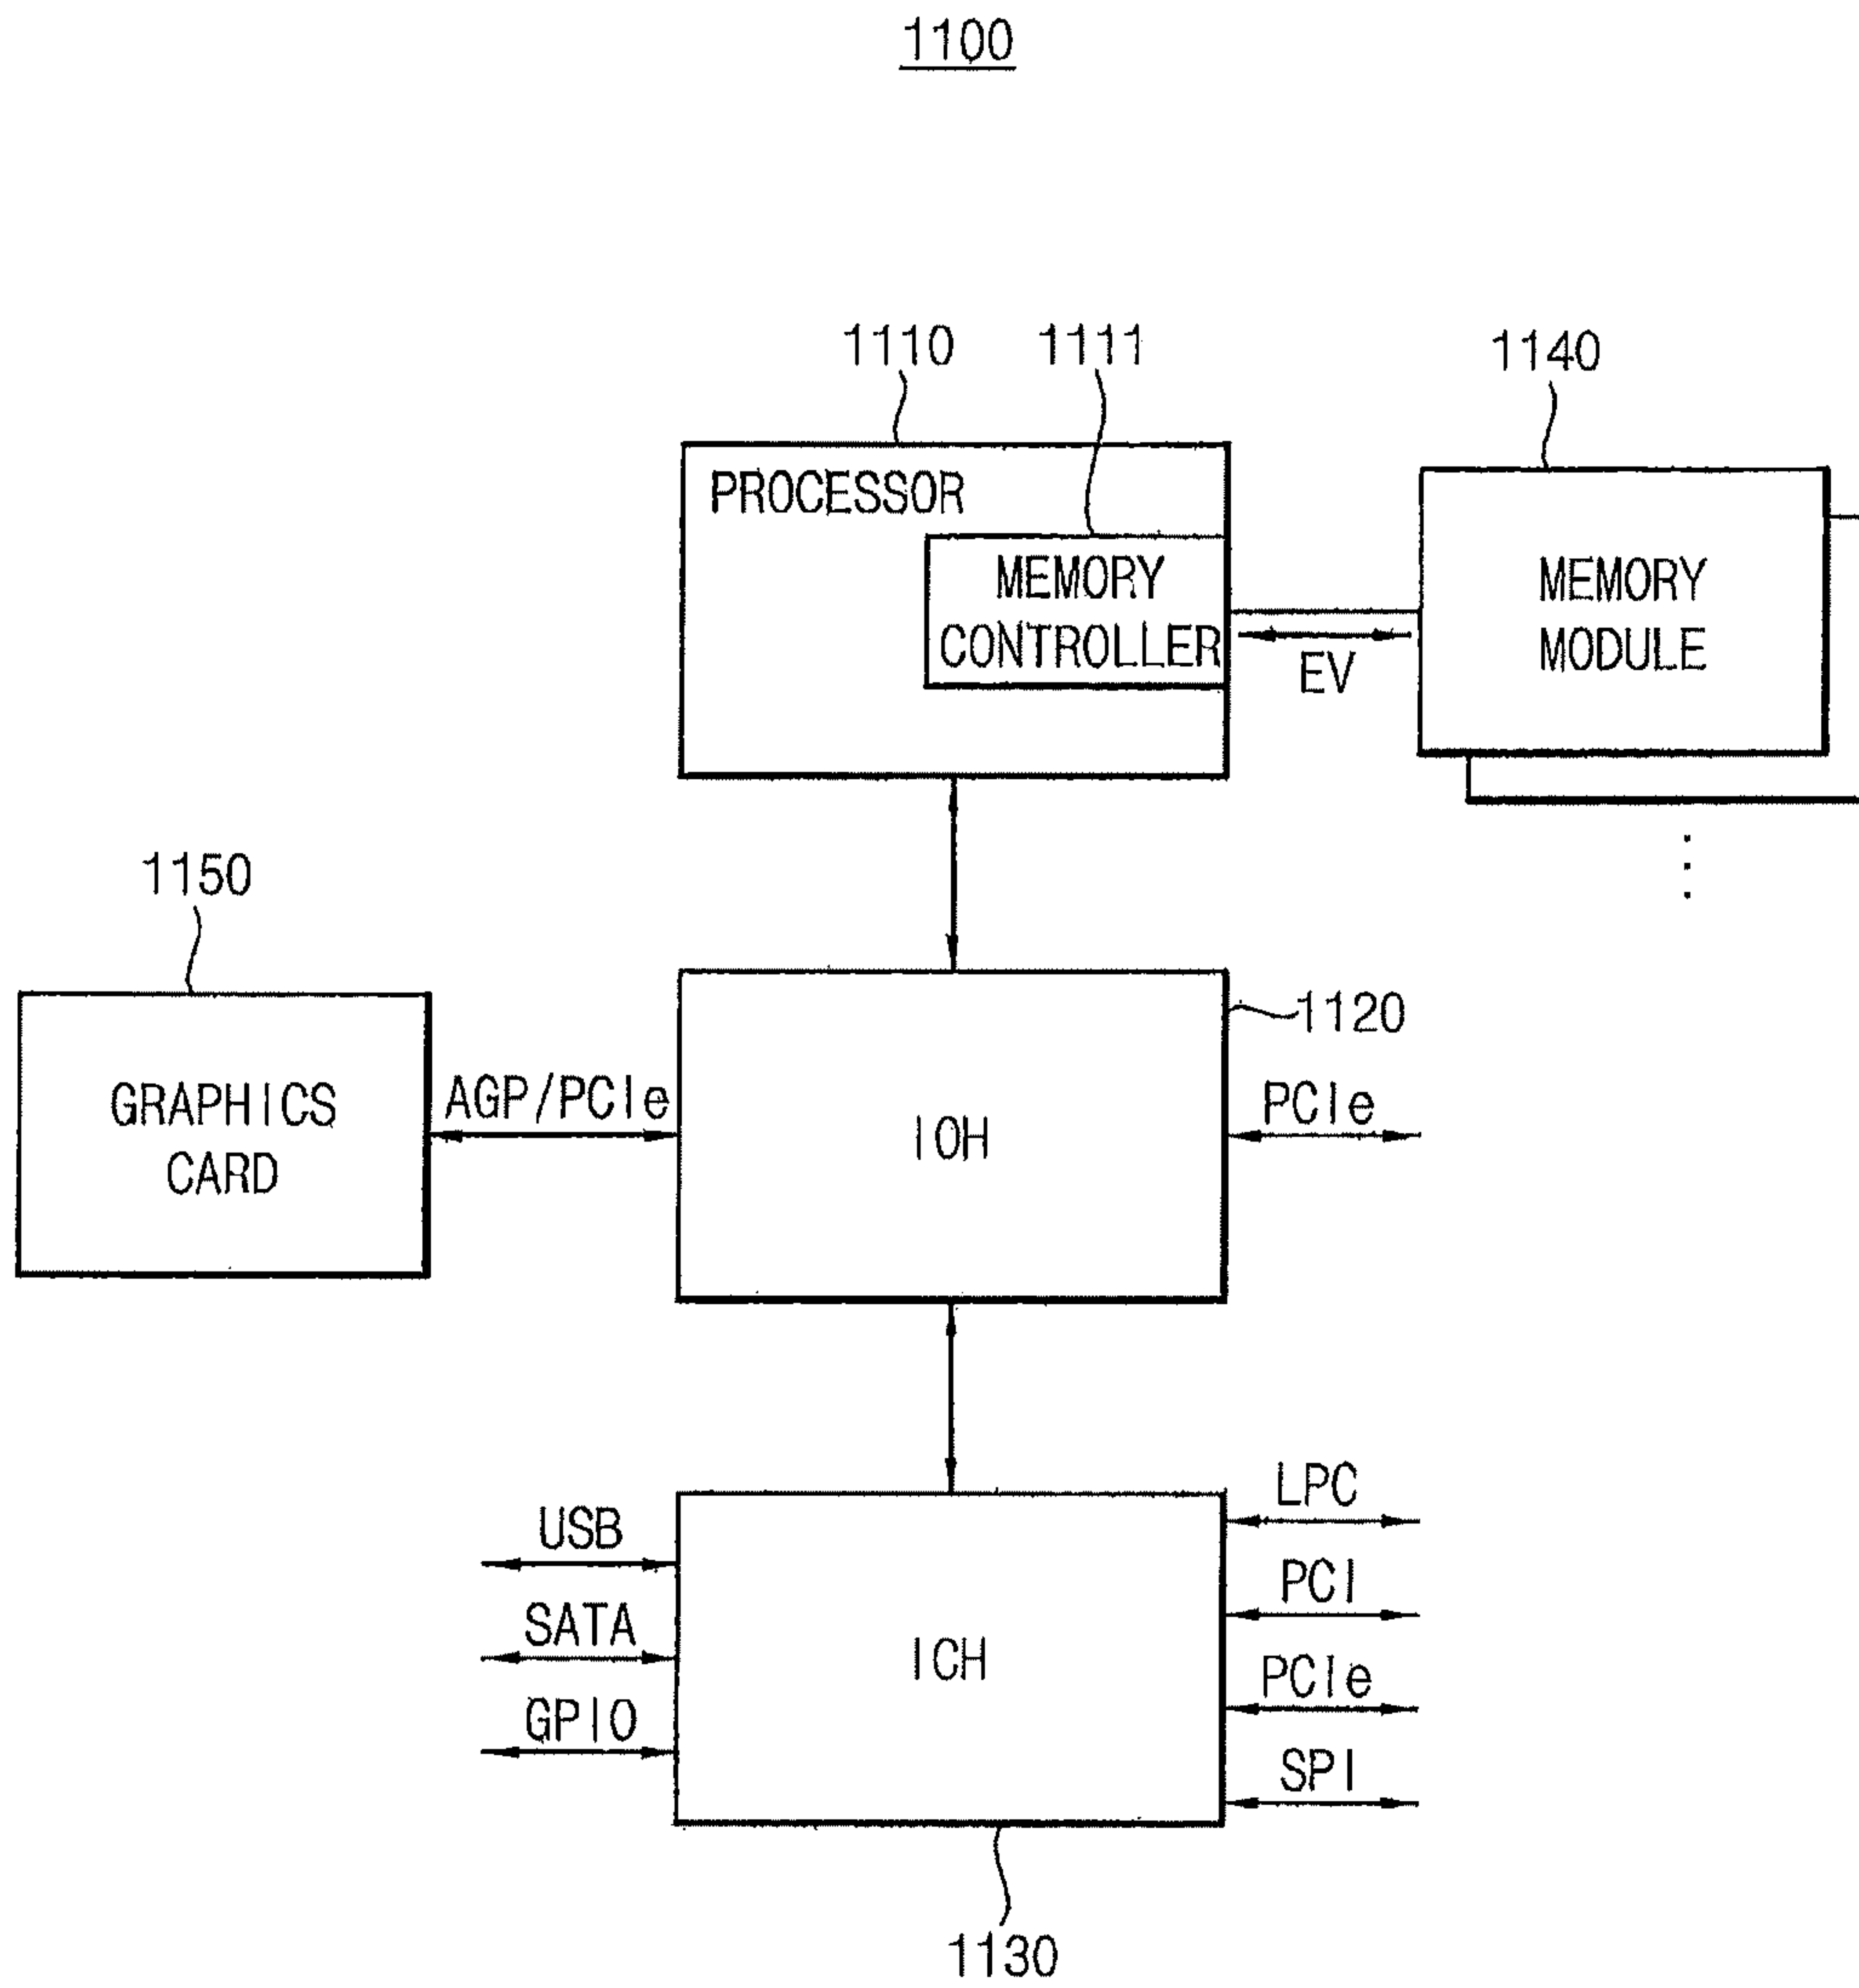 1100
1110
1111
1140
PROCESSOR
MEMORY
CONTROLLER
EV
MEMORY
MODULE
1150
GRAPHICS
CARD
AGP/PCIe
IOH
1120
PCIe
USB
SATA
GPIO
ICH
LPC
PCI
PCIe
SPI
1130